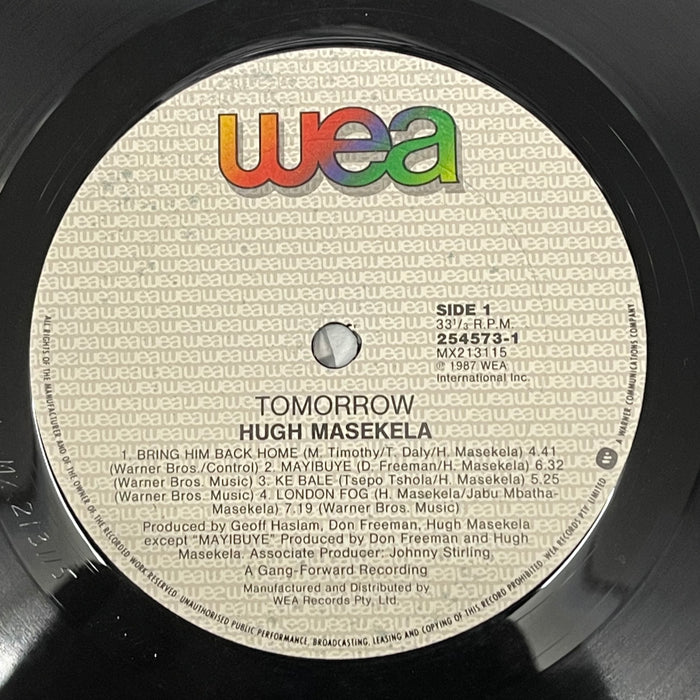 wea
SIDE 1
33 1/3 R.P.M.
254573-1
MX213115
℗ 1987 WEA
International Inc.
TOMORROW
HUGH MASEKELA
1. BRING HIM BACK HOME (M. Timothy/T. Daly/H. Masekela) 4.41
(Warner Bros./Control) 2. MAYIBUYE (D. Freeman/H. Masekela) 6.32
(Warner Bros. Music) 3. KE BALE (Tsepo Tshola/H. Masekela) 5.25
(Warner Bros. Music) 4. LONDON FOG (H. Masekela/Jabu Mbatha-
Masekela) 7.19 (Warner Bros. Music)
Produced by Geoff Haslam, Don Freeman, Hugh Masekela
except "MAYIBUYE" Produced by Don Freeman and Hugh
Masekela. Associate Producer: Johnny Stirling,
A Gang-Forward Recording
Manufactured and Distributed by
WEA Records Pty. Ltd.
ALL RIGHTS OF THE MANUFACTURER AND OF THE OWNER OF THE RECORDED WORK RESERVED. UNAUTHORISED PUBLIC PERFORMANCE, BROADCASTING, LEASING AND COPYING OF THIS RECORD PROHIBITED. WEA RECORDS PTY. LIMITED
A WARNER COMMUNICATIONS COMPANY